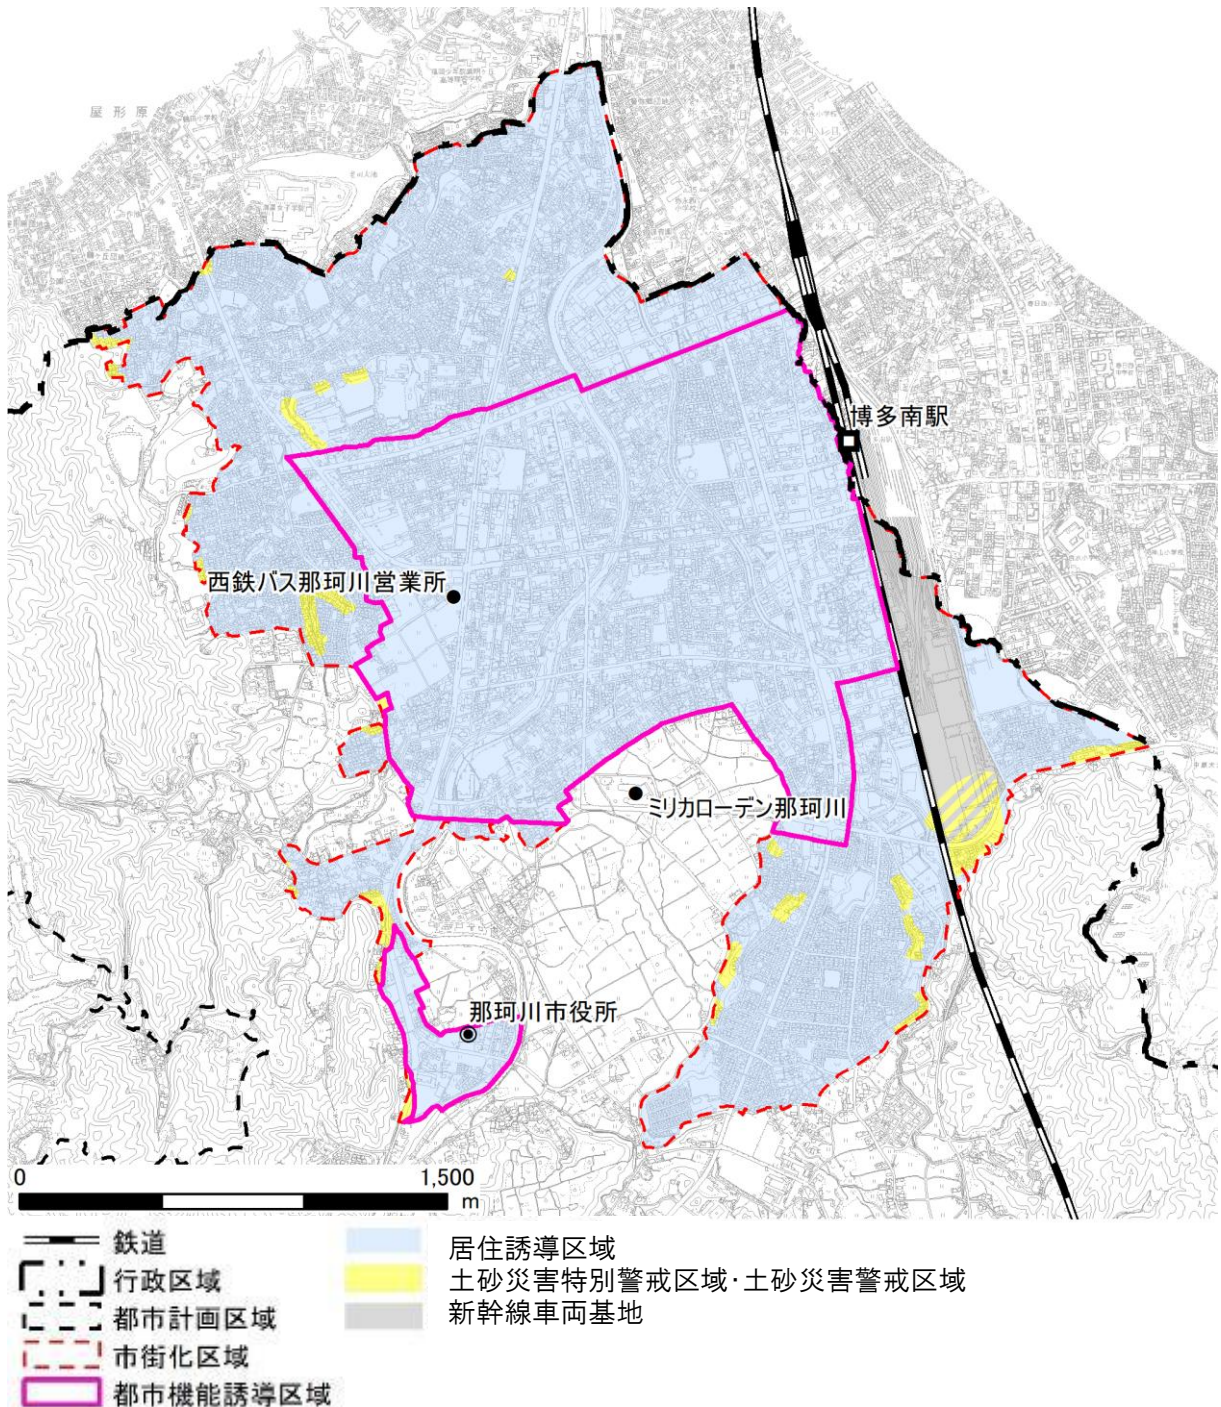 屋形原
博多南駅
西鉄バス那珂川営業所
ミリカローデン那珂川
那珂川市役所
0 1,500
m
鉄道
行政区域
都市計画区域
市街化区域
都市機能誘導区域
居住誘導区域
土砂災害特別警戒区域・土砂災害警戒区域
新幹線車両基地